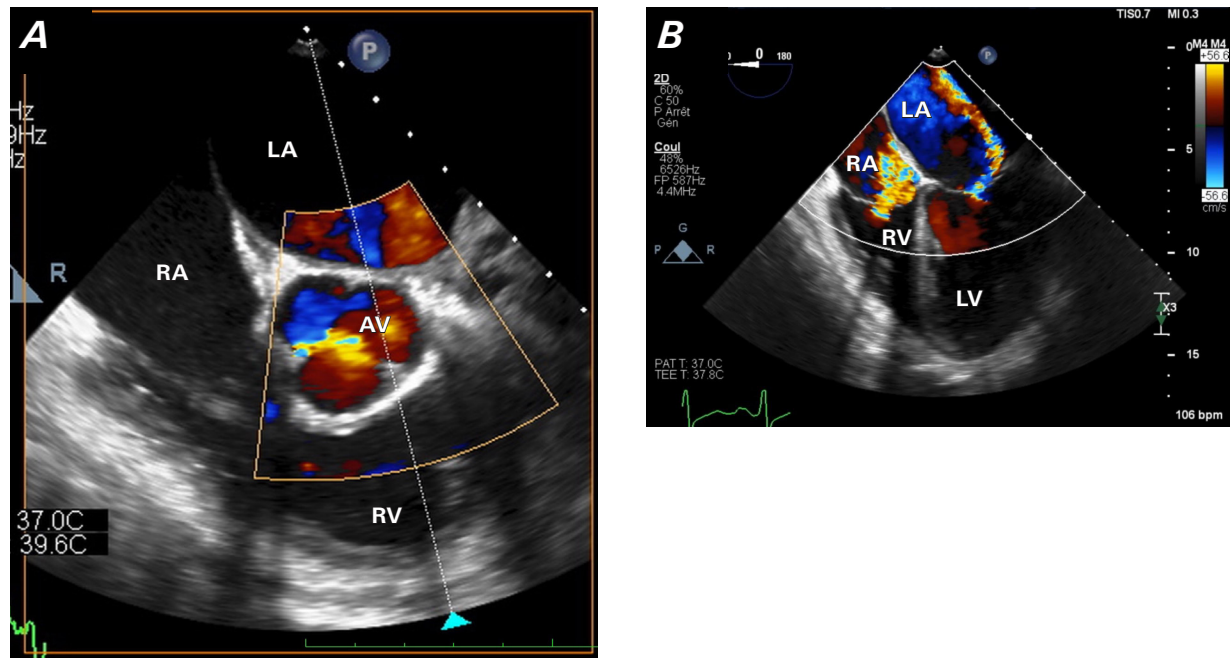 A
P
Hz
9Hz
Hz
LA
RA
R
AV
RV
37.0C
39.6C
B
TIS0.7 MI 0.3
M4 M4
+56.6
-56.6
cm/s
0 0 180
P
2D
60%
C 50
P Arrêt
Gén
Coul
48%
6526Hz
FP 587Hz
4.4MHz
G
P R
LA
RA
RV
LV
0
5
10
15
X3
PAT T: 37.0C
TEE T: 37.8C
106 bpm